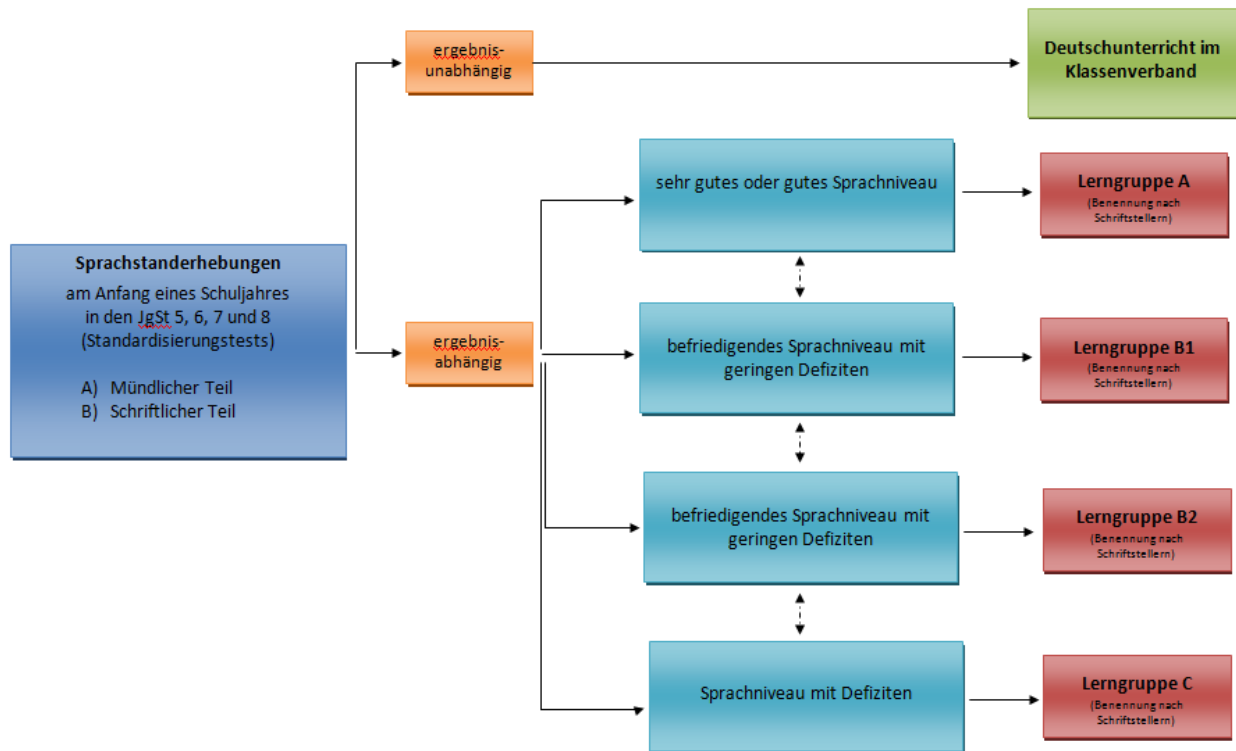 ergebnis-
unabhängig
Deutschunterricht im
Klassenverband
sehr gutes oder gutes Sprachniveau
Lerngruppe A
(Benennung nach
Schriftstellern)
Sprachstanderhebungen
am Anfang eines Schuljahres
in den JgSt 5, 6, 7 und 8
(Standardisierungstests)
A) Mündlicher Teil
B) Schriftlicher Teil
ergebnis-
abhängig
befriedigendes Sprachniveau mit
geringen Defiziten
Lerngruppe B1
(Benennung nach
Schriftstellern)
befriedigendes Sprachniveau mit
geringen Defiziten
Lerngruppe B2
(Benennung nach
Schriftstellern)
Sprachniveau mit Defiziten
Lerngruppe C
(Benennung nach
Schriftstellern)